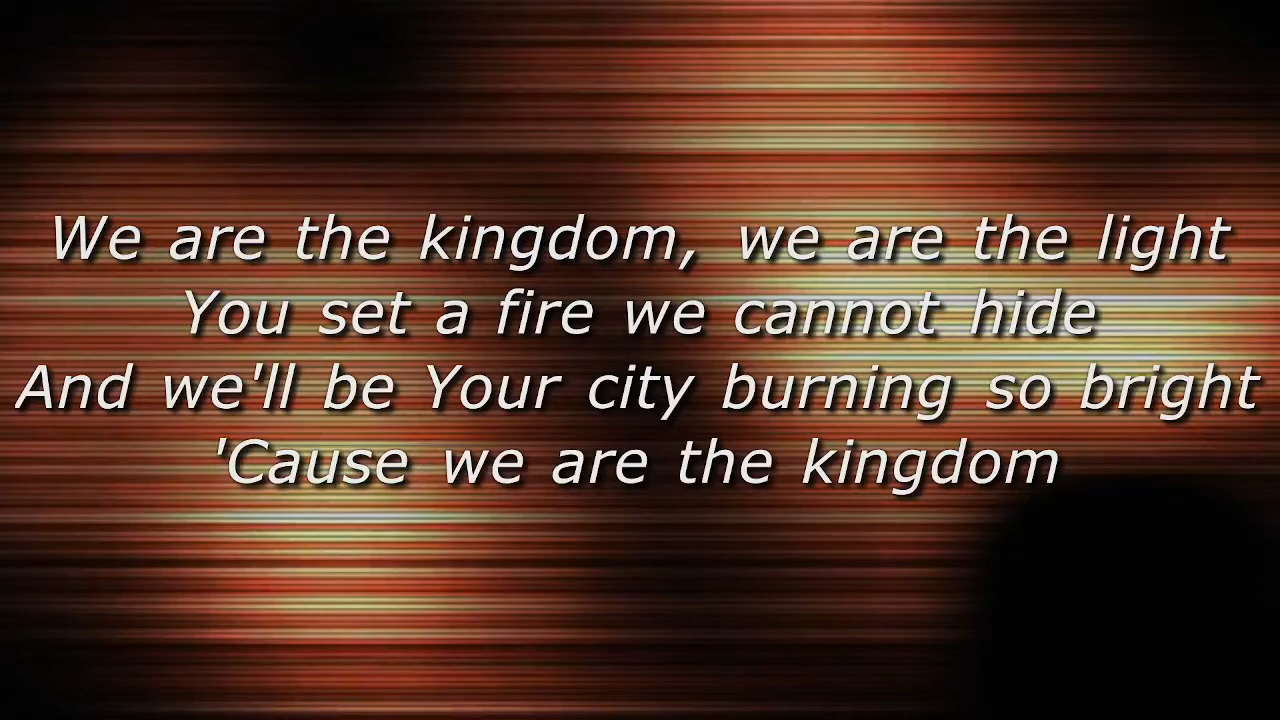 We are the kingdom, we are the light
You set a fire we cannot hide
And we'll be Your city burning so bright
'Cause we are the kingdom